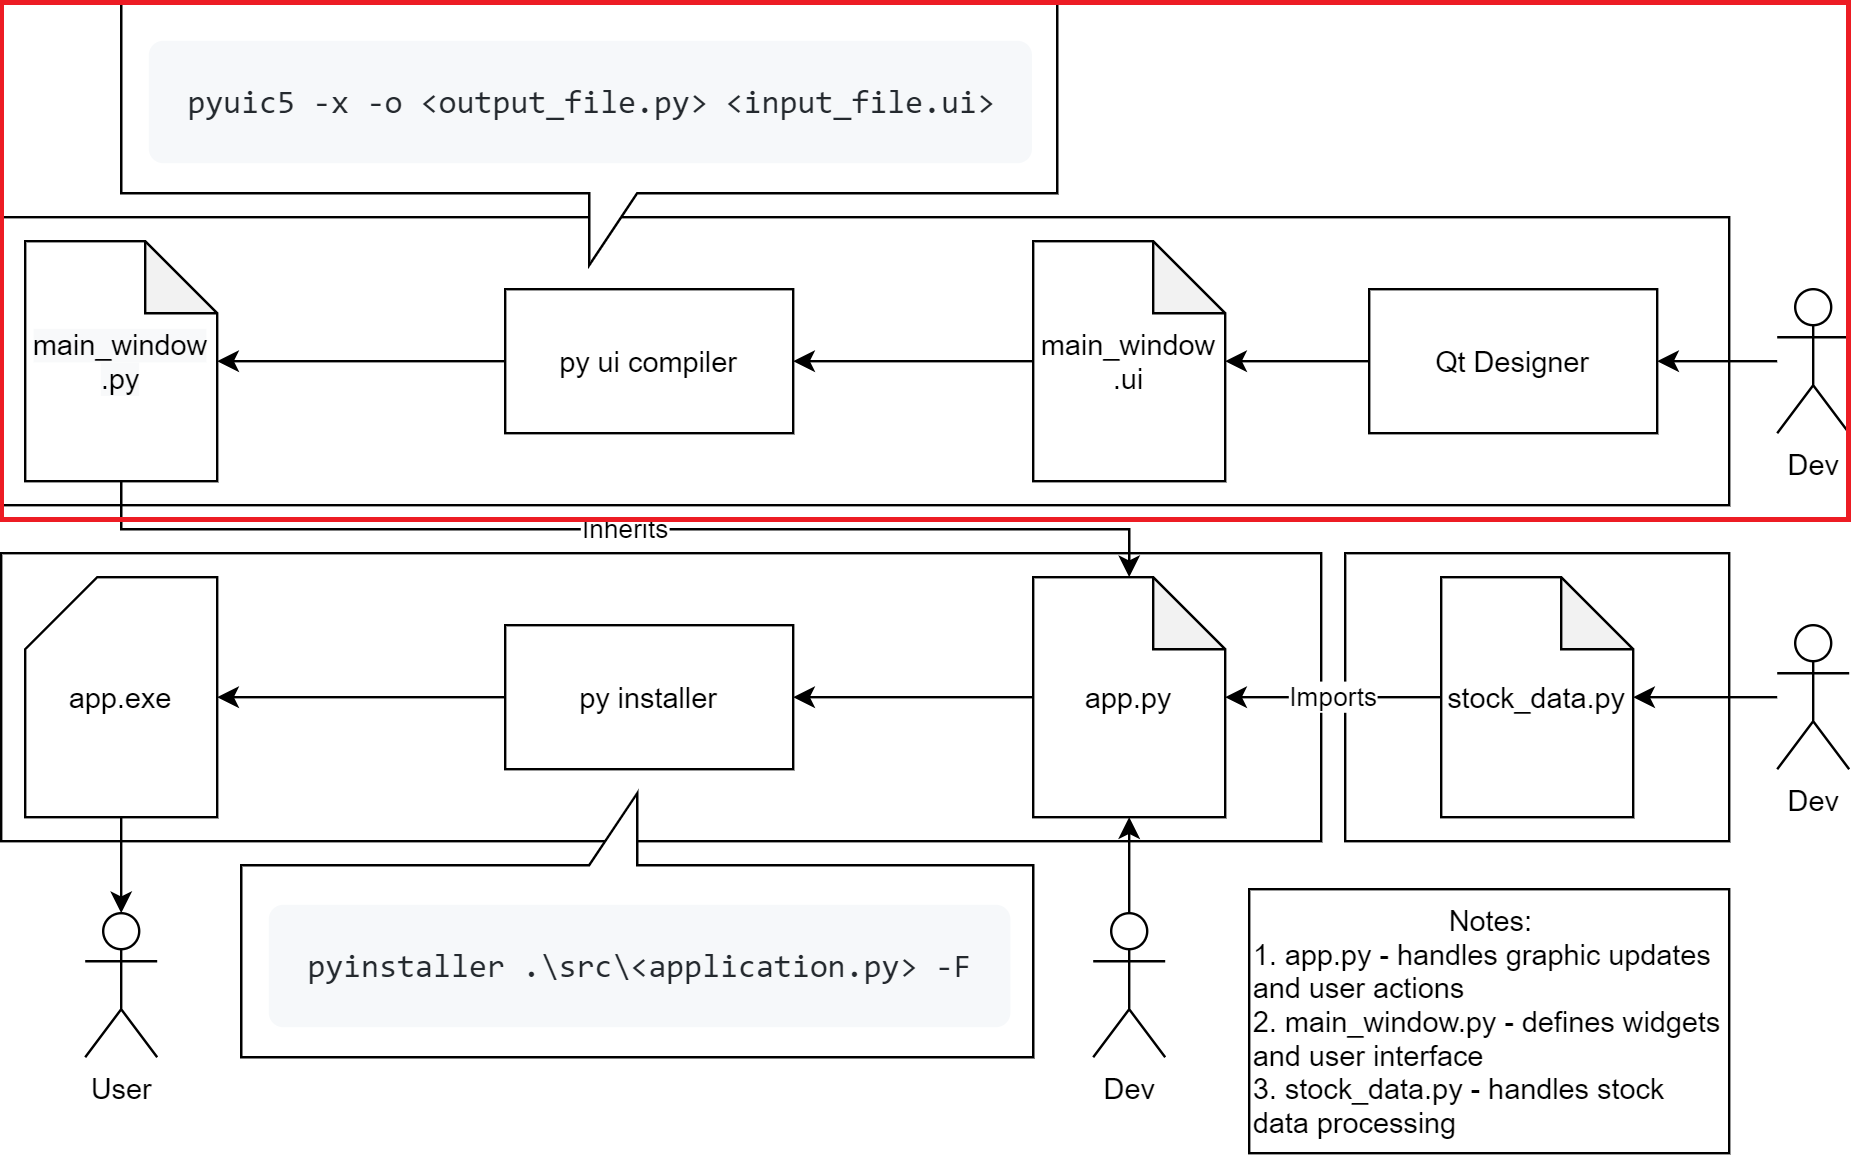 pyuic5 -x -o <output_file.py> <input_file.ui>
main_window
.py
py ui compiler
main_window
.ui
Qt Designer
Dev
Inherits
app.exe
py installer
app.py
Imports
stock_data.py
Dev
pyinstaller .\src\<application.py> -F
User
Dev
Notes:
1. app.py - handles graphic updates
and user actions
2. main_window.py - defines widgets
and user interface
3. stock_data.py - handles stock
data processing